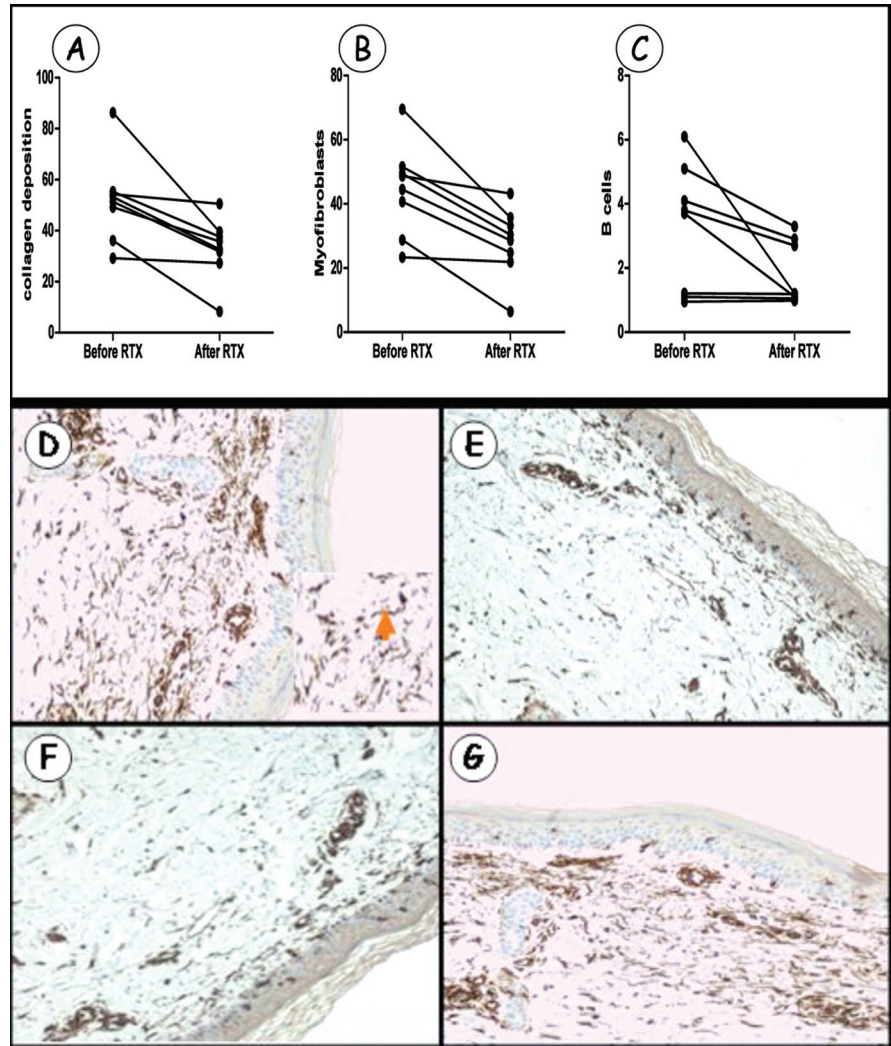 A
B
C
collagen deposition
100
80
60
40
20
0
Before RTX
After RTX
Myofibroblasts
80
60
40
20
0
Before RTX
After RTX
B cells
8
6
4
2
0
Before RTX
After RTX
D
E
F
G